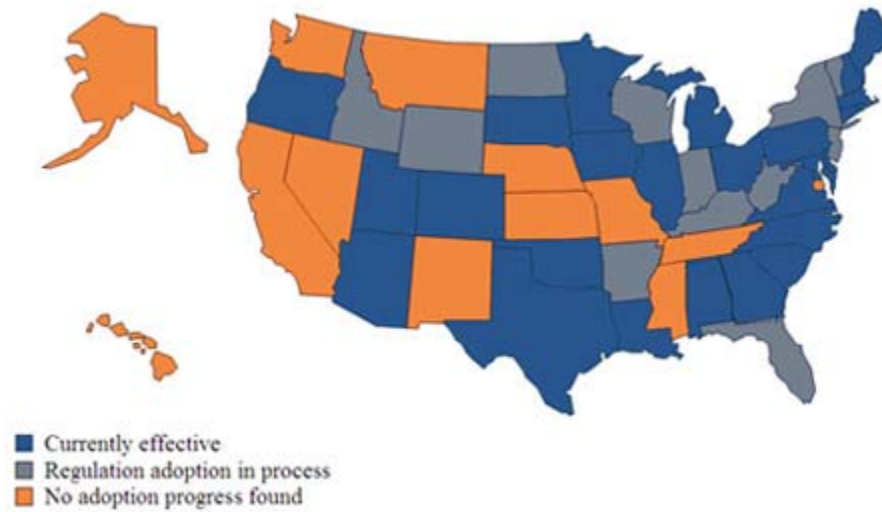 Currently effective
Regulation adoption in process
No adoption progress found